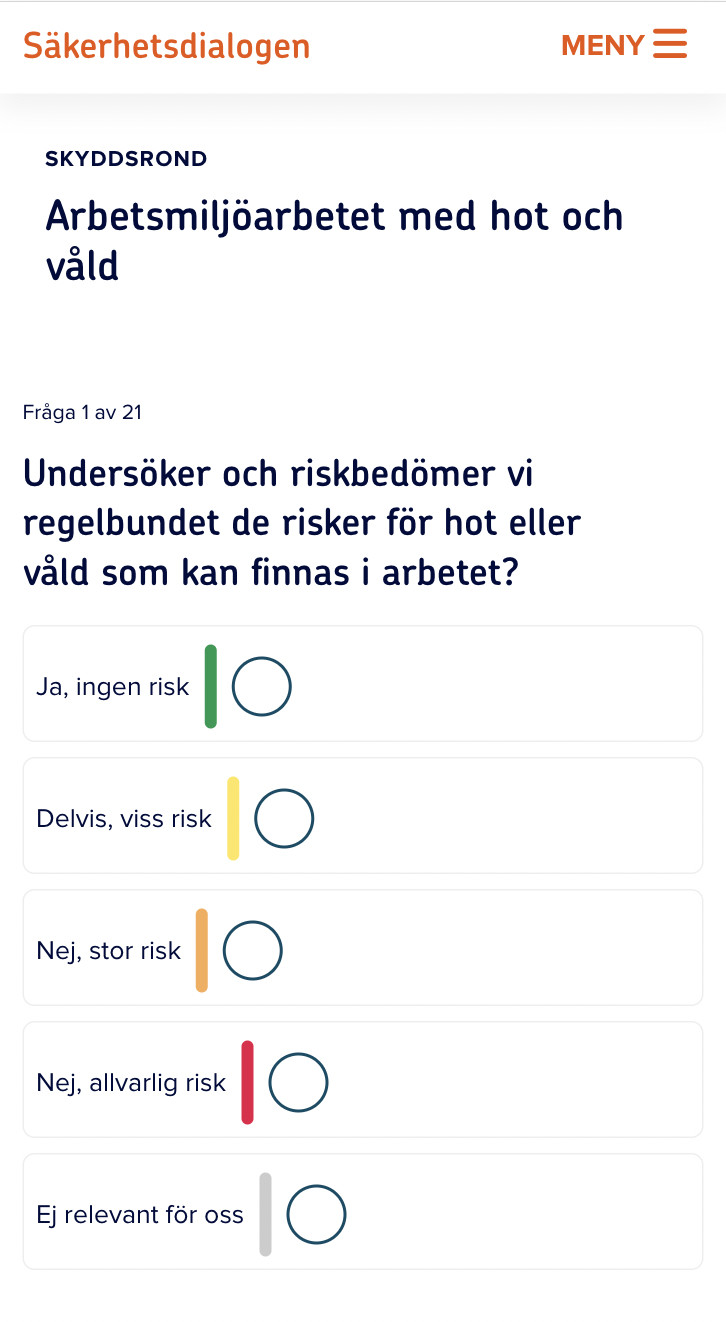 Säkerhetsdialogen
MENY
SKYDDSROND
Arbetsmiljöarbetet med hot och
våld
Fråga 1 av 21
Undersöker och riskbedömer vi
regelbundet de risker för hot eller
våld som kan finnas i arbetet?
Ja, ingen risk
Delvis, viss risk
Nej, stor risk
Nej, allvarlig risk
Ej relevant för oss